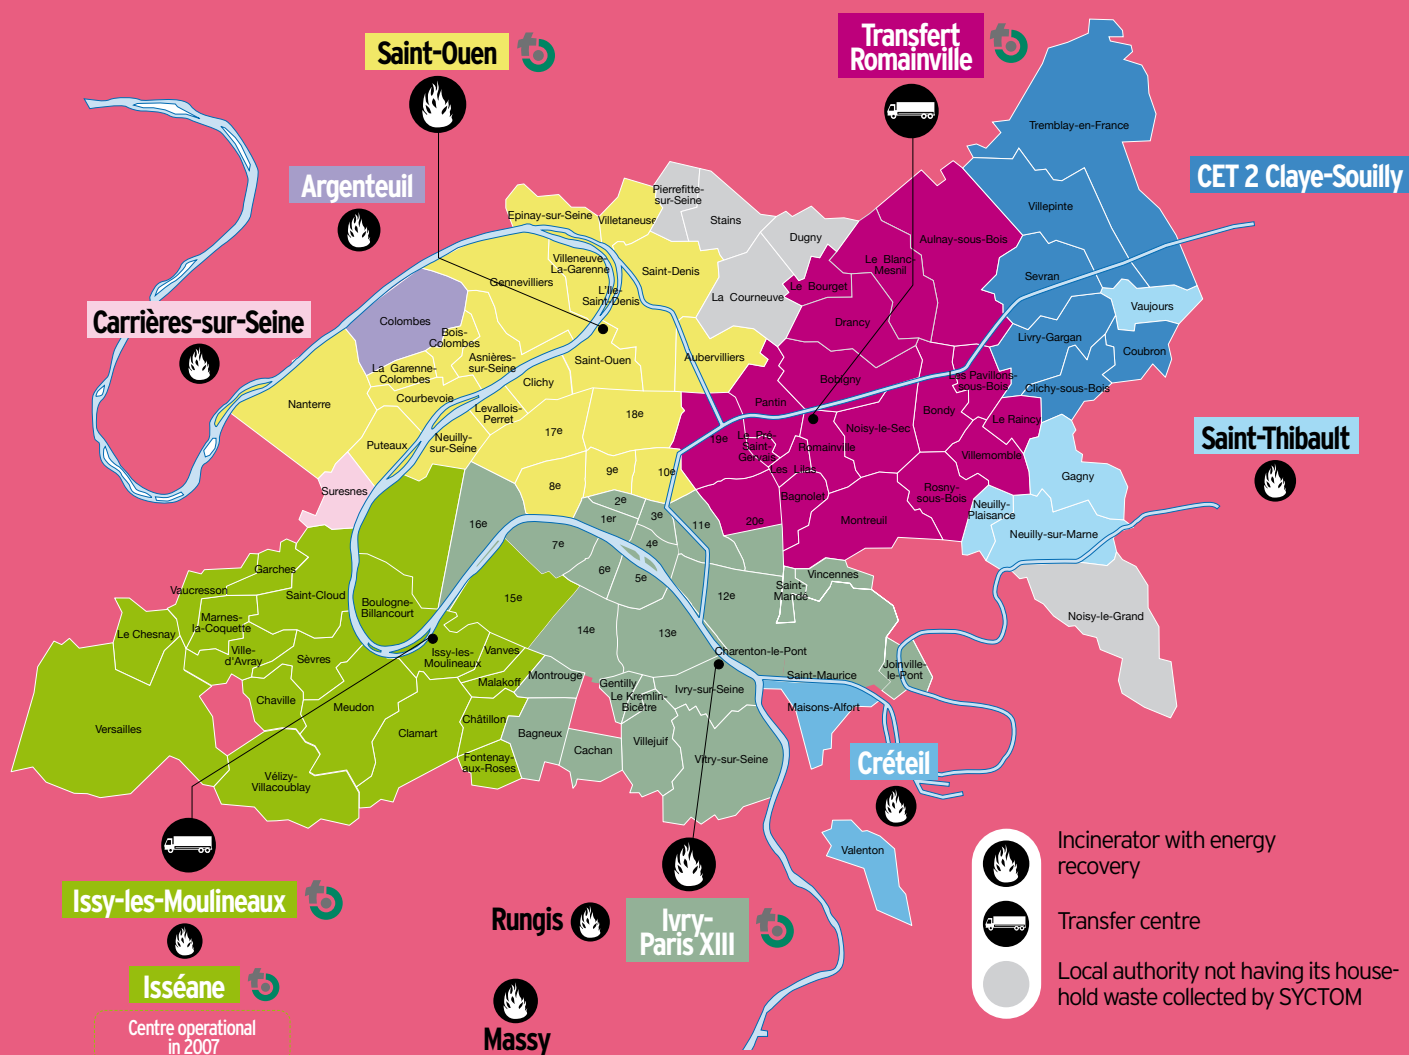 Saint-Ouen
Transfert
Romainville
Argenteuil
CET 2 Claye-Souilly
Carrières-sur-Seine
Saint-Thibault
Tremblay-en-France
Villepinte
Sevran
Vaujours
Livry-Gargan
Coubron
Clichy-sous-Bois
Pierrefitte-
sur-Seine
Stains
Dugny
La Courneuve
Epinay-sur-Seine
Villetaneuse
Villeneuve-
La-Garenne
Saint-Denis
Gennevilliers
L'Ile-
Saint-Denis
Colombes
Bois-
Colombes
La Garenne-
Colombes
Asnières-
sur-Seine
Saint-Ouen
Aubervilliers
Clichy
Courbevoie
Levallois-
Perret
Nanterre
Puteaux
Neuilly-
sur-Seine
17e
18e
8e
9e
10e
Suresnes
Aulnay-sous-Bois
Le Blanc-
Mesnil
Le Bourget
Drancy
Bobigny
Les Pavillons-
sous-Bois
Pantin
Bondy
Le Raincy
19e
Le Pré-
Saint-
Gervais
Romainville
Noisy-le-Sec
Villemomble
Les Lilas
Bagnolet
Rosny-
sous-Bois
20e
Montreuil
Gagny
Neuilly-
Plaisance
Neuilly-sur-Marne
Noisy-le-Grand
16e
2e
1er
3e
11e
7e
4e
6e
5e
12e
Saint-
Mandé
Vincennes
14e
13e
Charenton-le-Pont
Saint-Maurice
Joinville-
le-Pont
Montrouge
Gentilly
Le Kremlin-
Bicêtre
Ivry-sur-Seine
Bagneux
Cachan
Villejuif
Vitry-sur-Seine
Maisons-Alfort
Valenton
Garches
Vaucresson
Saint-Cloud
Boulogne-
Billancourt
15e
Le Chesnay
Marnes-
la-Coquette
Ville-
d'Avray
Sèvres
Issy-les-
Moulineaux
Vanves
Malakoff
Chaville
Meudon
Versailles
Clamart
Châtillon
Fontenay-
aux-Roses
Vélizy-
Villacoublay
Créteil
Issy-les-Moulineaux
Isséane
Centre operational
in 2007
Rungis
Ivry-
Paris XIII
Massy
Incinerator with energy
recovery
Transfer centre
Local authority not having its house-
hold waste collected by SYCTOM